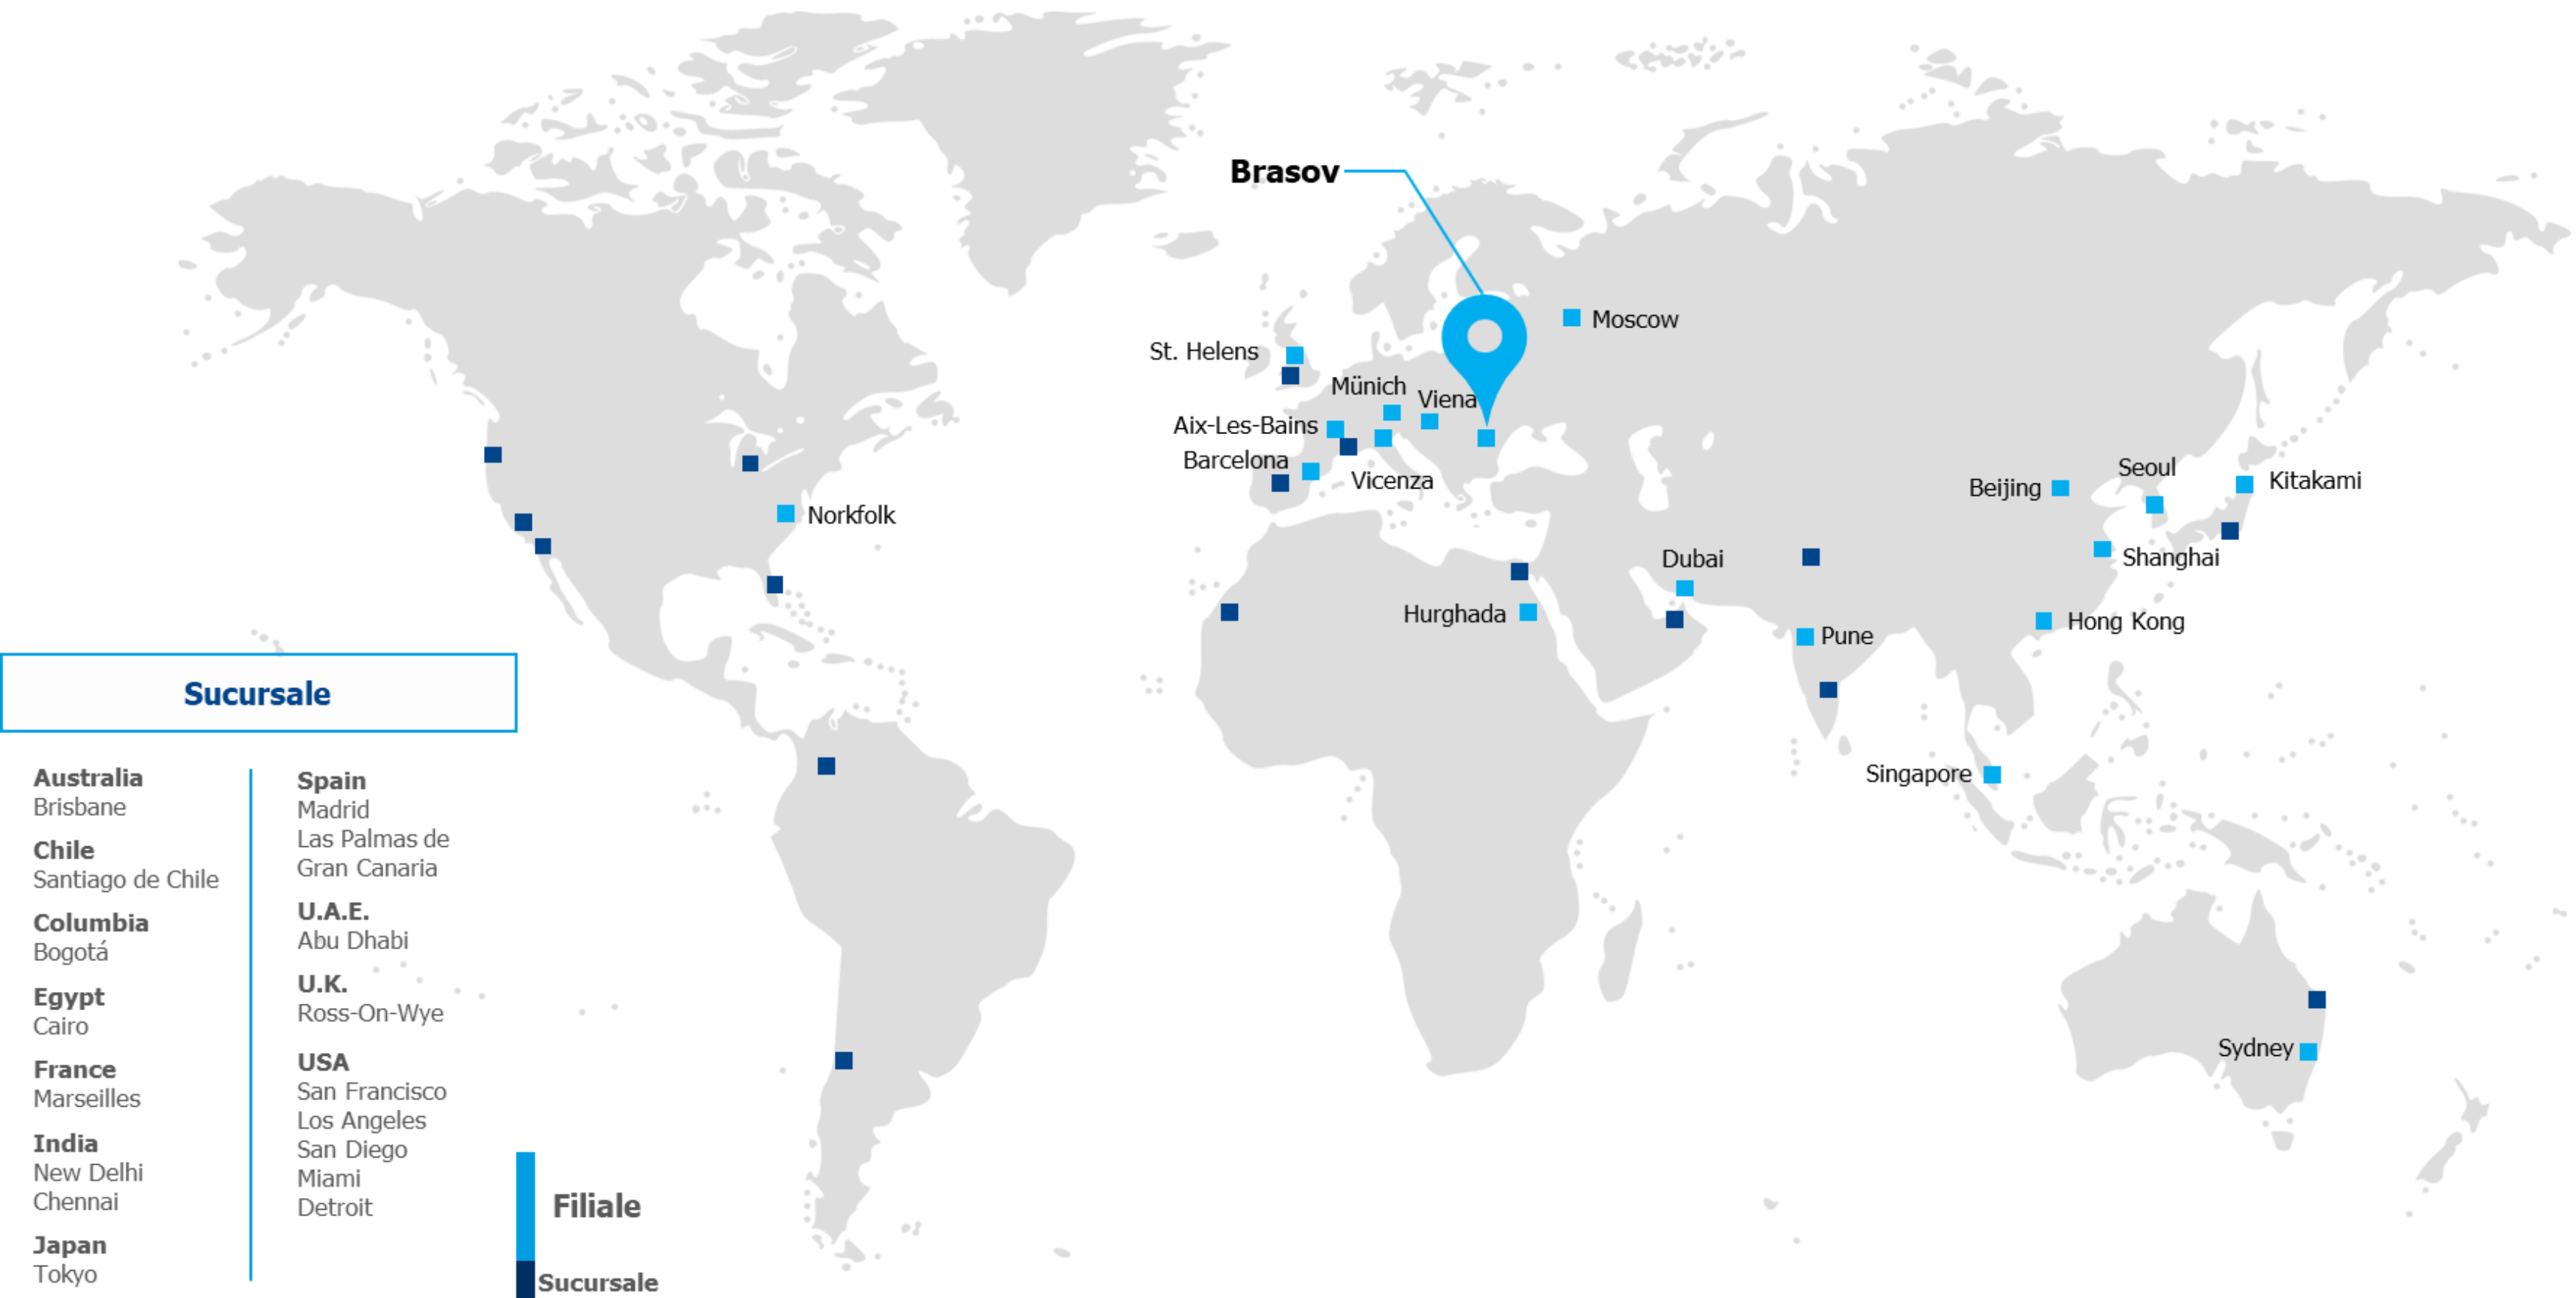 Brasov
Moscow
St. Helens
Münich
Viena
Aix-Les-Bains
Barcelona
Vicenza
Seoul
Kitakami
Beijing
Norkfolk
Shanghai
Dubai
Hurghada
Hong Kong
Pune
Singapore
Sydney
Sucursale
Australia
Brisbane
Chile
Santiago de Chile
Columbia
Bogotá
Egypt
Cairo
France
Marseilles
India
New Delhi
Chennai
Japan
Tokyo
Spain
Madrid
Las Palmas de
Gran Canaria
U.A.E.
Abu Dhabi
U.K.
Ross-On-Wye
USA
San Francisco
Los Angeles
San Diego
Miami
Detroit
Filiale
Sucursale